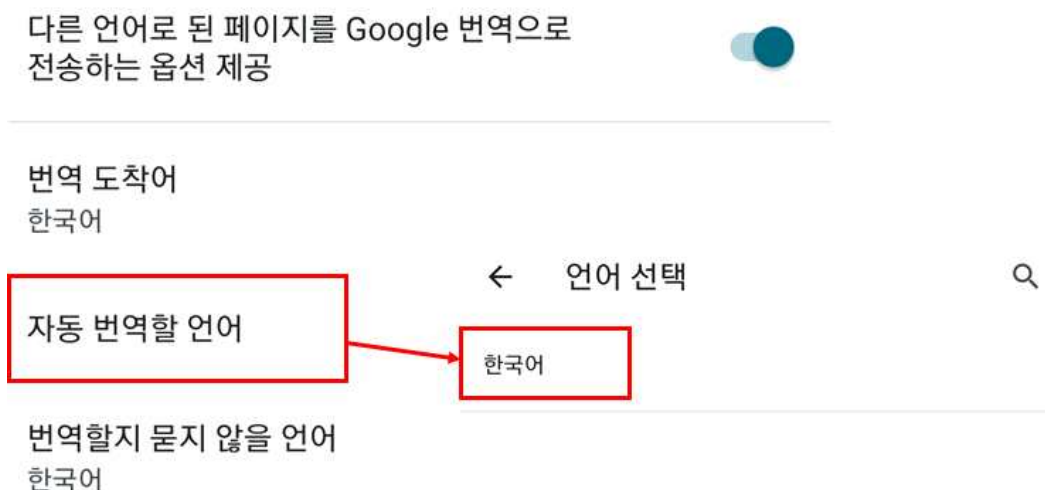 다른 언어로 된 페이지를 Google 번역으로
전송하는 옵션 제공
번역 도착어
한국어
자동 번역할 언어
번역할지 묻지 않을 언어
한국어
언어 선택
한국어